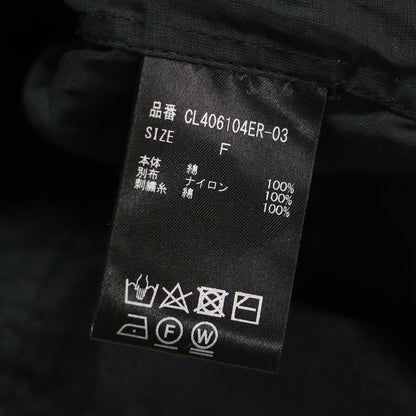 品番 CL406104ER-03
SIZE F
本体 綿 100%
別布 ナイロン 100%
刺繍糸 綿 100%
F W